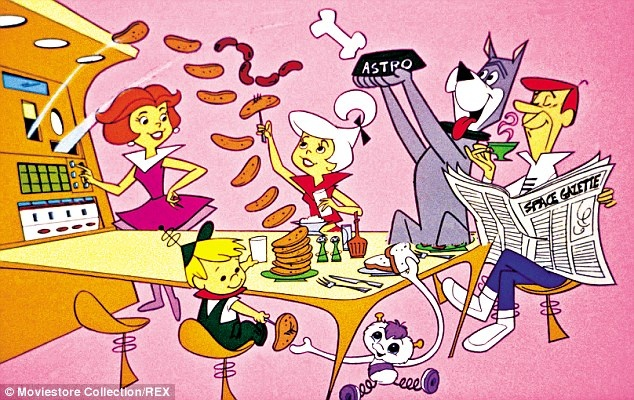 ASTRO
SPACE GAZETTE
© Moviestore Collection/REX